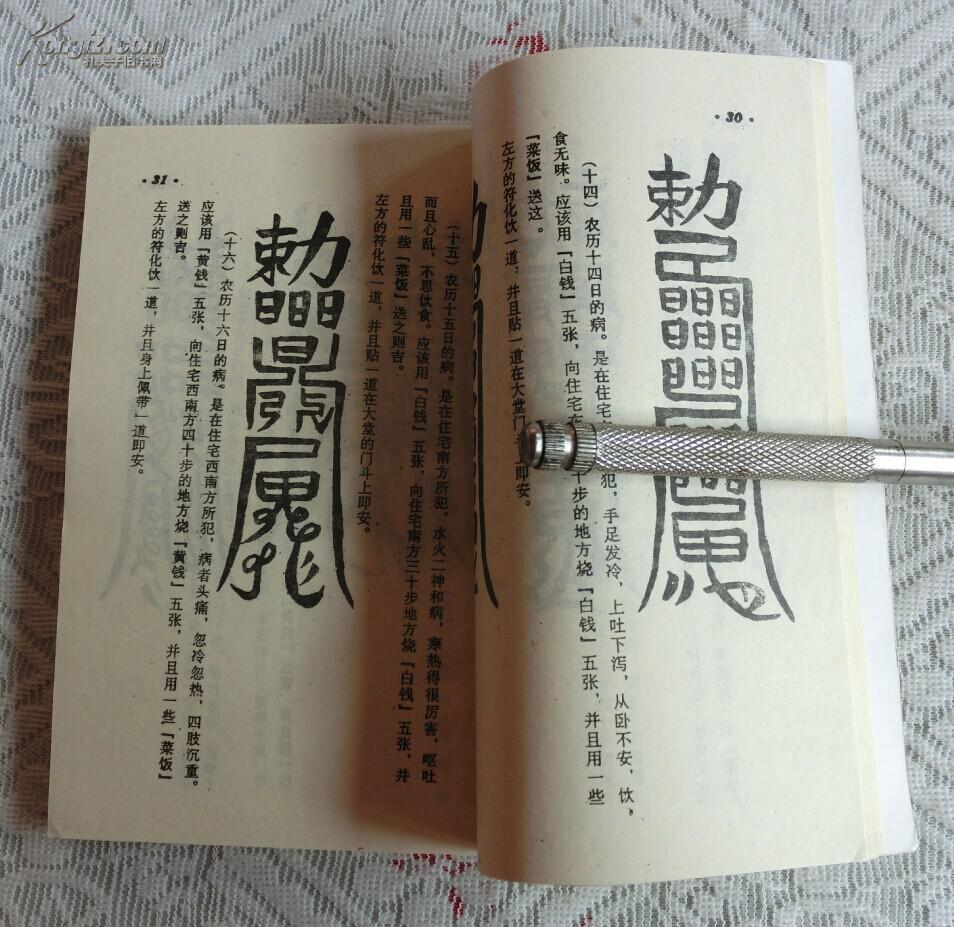 Kongfz.com
孔夫子旧书网
·30·
勅
(十四)农历十四日的病。是在住宅
犯,手足发冷,上吐下泻,从卧不安,饮,
食无味。应该用「白钱」五张,向住宅
十步的地方烧「白钱」五张,并且用一些
「菜饭」送这。
左方的符化饮一道;并且贴一道在大堂门斗上即安。
(十五)农历十五日的病。是在住宅南方所犯。水火二神和病,寒热得很厉害,呕吐
而且心乱,不思饮食。应该用「白钱」五张,向住宅南方三十步地方烧「白钱」五张,并
且用一些「菜饭」送之则吉。
左方的符化饮一道,并且贴一道在大堂的门斗上即安。
·31·
勅
(十六)农历十六日的病。是在住宅西南方所犯,病者头痛,忽冷忽热,四肢沉重。
应该用「黄钱」五张,向住宅西南方四十步的地方烧「黄钱」五张,并且用一些「菜饭」
送之则吉。
左方的符化饮一道,并且身上佩带一道即安。